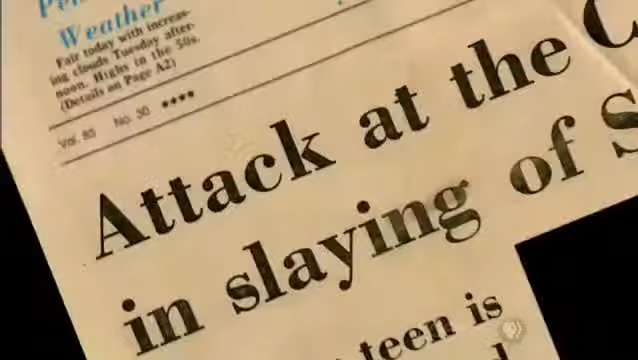 Weather
Fair today with increas-
ing clouds Tuesday after-
noon. Highs in the 50s.
(Details on Page A2)
Vol. 85 No. 50 ★★★★
Attack at the C
in slaying of S
teen is